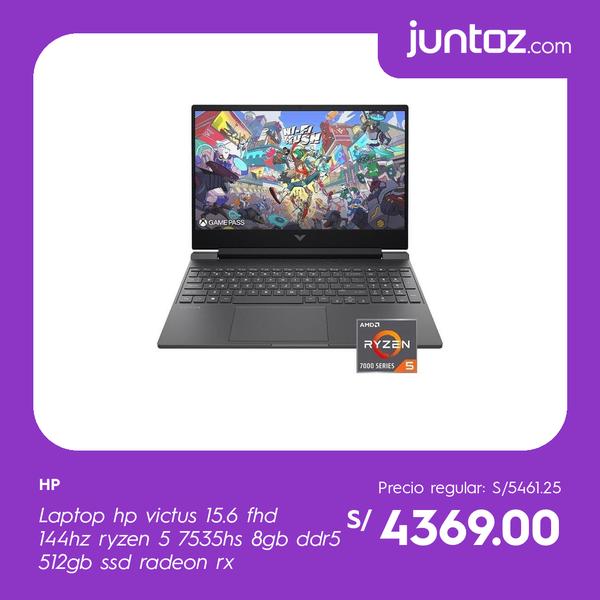 juntoz.com
HI-FI
RUSH
GAME PASS
AMD
RYZEN
7000 SERIES
5
HP
Precio regular: S/5461.25
Laptop hp victus 15.6 fhd
144hz ryzen 5 7535hs 8gb ddr5
512gb ssd radeon rx
S/ 4369.00